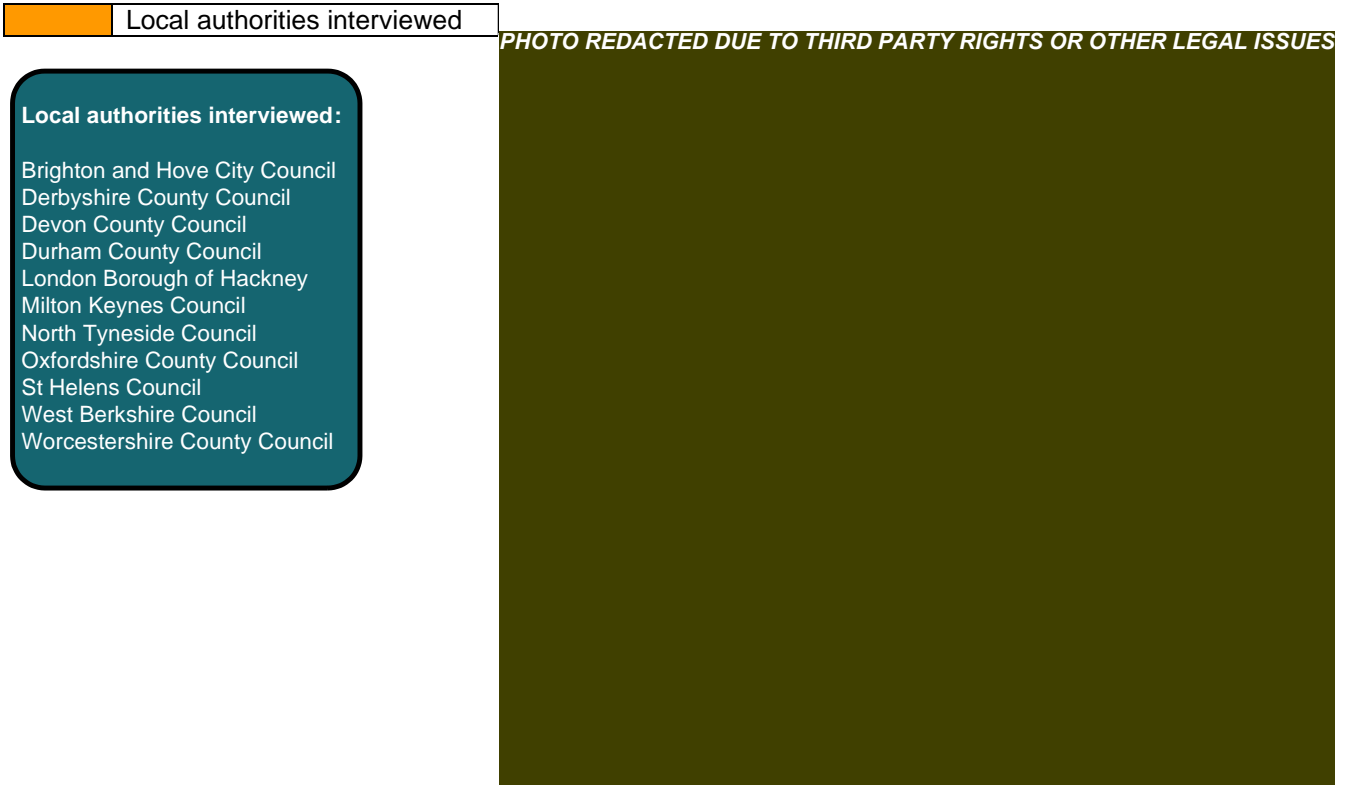 Local authorities interviewed
PHOTO REDACTED DUE TO THIRD PARTY RIGHTS OR OTHER LEGAL ISSUES
Local authorities interviewed:
Brighton and Hove City Council
Derbyshire County Council
Devon County Council
Durham County Council
London Borough of Hackney
Milton Keynes Council
North Tyneside Council
Oxfordshire County Council
St Helens Council
West Berkshire Council
Worcestershire County Council